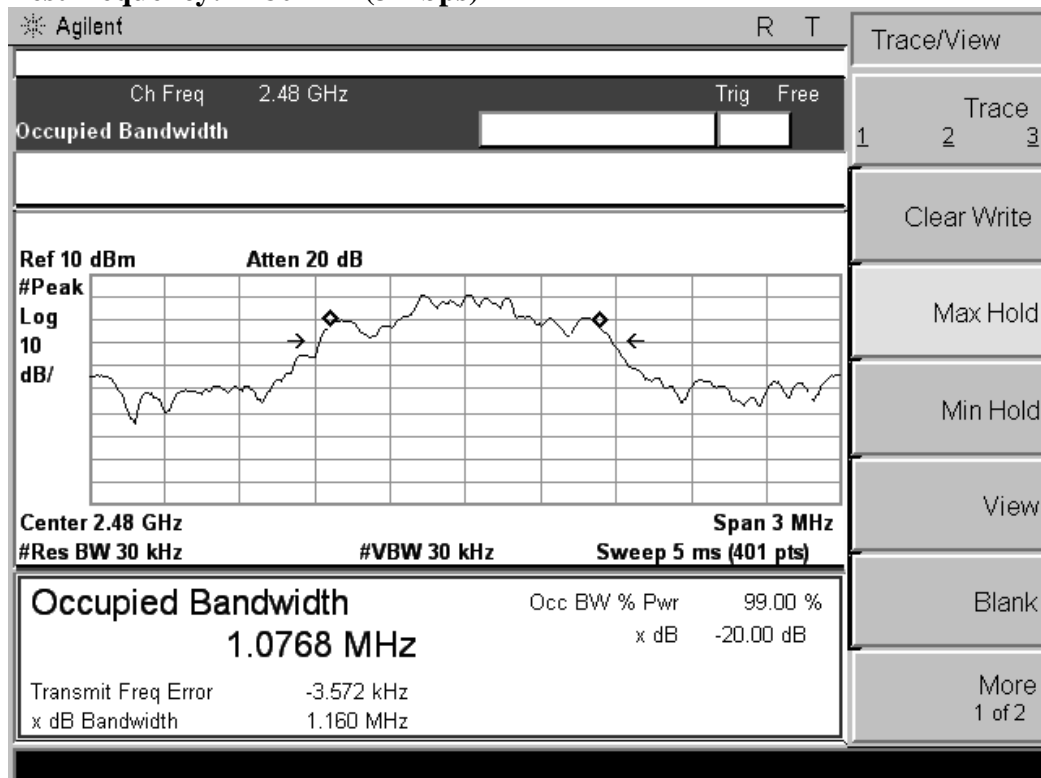 Agilent R T
Trace/View
Ch Freq 2.48 GHz Trig Free
Occupied Bandwidth
Trace
1 2 3
Clear Write
Ref 10 dBm Atten 20 dB
#Peak
Log
10
dB/
Max Hold
Min Hold
View
Center 2.48 GHz Span 3 MHz
#Res BW 30 kHz #VBW 30 kHz Sweep 5 ms (401 pts)
Occupied Bandwidth
1.0768 MHz
Occ BW % Pwr 99.00 %
x dB -20.00 dB
Transmit Freq Error -3.572 kHz
x dB Bandwidth 1.160 MHz
Blank
More
1 of 2